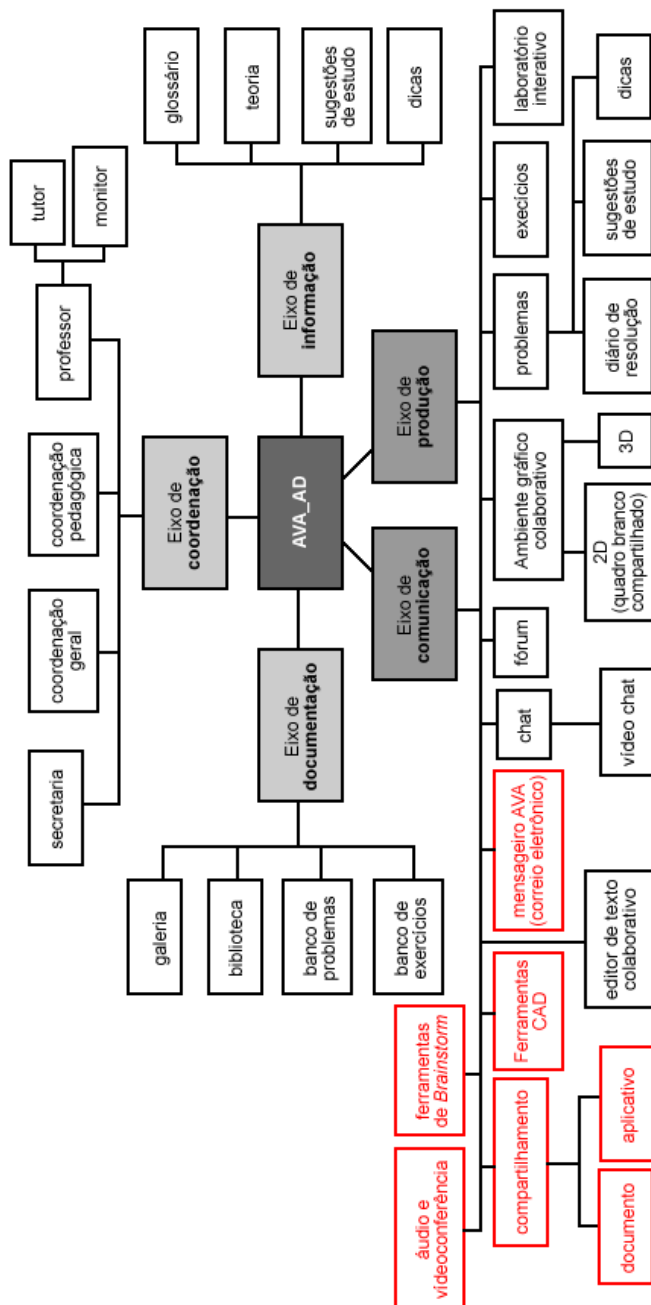 tutor
monitor
secretaria
coordenação
geral
coordenação
pedagógica
professor
Eixo de
coordenação
galeria
biblioteca
banco de
problemas
banco de
exercícios
Eixo de
documentação
AVA_AD
Eixo de
informação
glossário
teoria
sugestões
de estudo
dicas
Eixo de
comunicação
Eixo de
produção
áudio e
vídeoconferência
ferramentas
de Brainstorm
compartilhamento
Ferramentas
CAD
mensageiro AVA
(correio eletrônico)
chat
fórum
Ambiente gráfico
colaborativo
problemas
execícios
laboratório
interativo
documento
aplicativo
editor de texto
colaborativo
vídeo chat
2D
(quadro branco
compartilhado)
3D
diário de
resolução
sugestões
de estudo
dicas